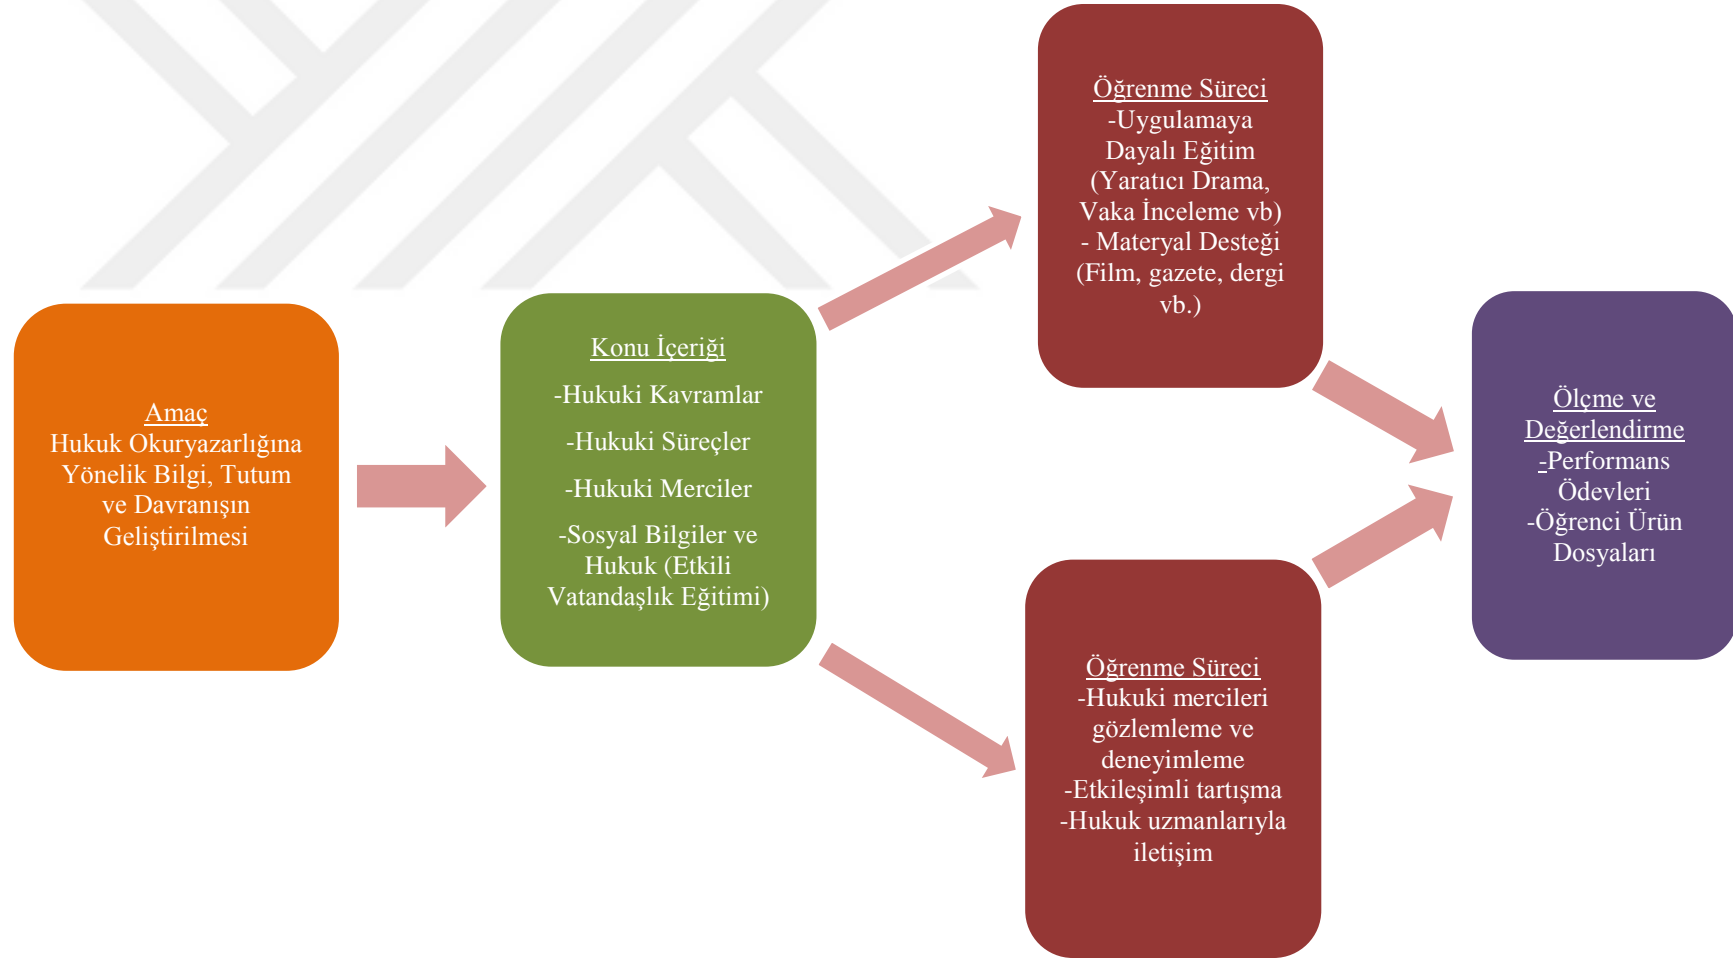 Amaç
Hukuk Okuryazarlığına
Yönelik Bilgi, Tutum
ve Davranışın
Geliştirilmesi
Konu İçeriği
-Hukuki Kavramlar
-Hukuki Süreçler
-Hukuki Merciler
-Sosyal Bilgiler ve
Hukuk (Etkili
Vatandaşlık Eğitimi)
Öğrenme Süreci
-Uygulamaya
Dayalı Eğitim
(Yaratıcı Drama,
Vaka İnceleme vb)
- Materyal Desteği
(Film, gazete, dergi
vb.)
Öğrenme Süreci
-Hukuki mercileri
gözlemleme ve
deneyimleme
-Etkileşimli tartışma
-Hukuk uzmanlarıyla
iletişim
Ölçme ve
Değerlendirme
-Performans
Ödevleri
-Öğrenci Ürün
Dosyaları